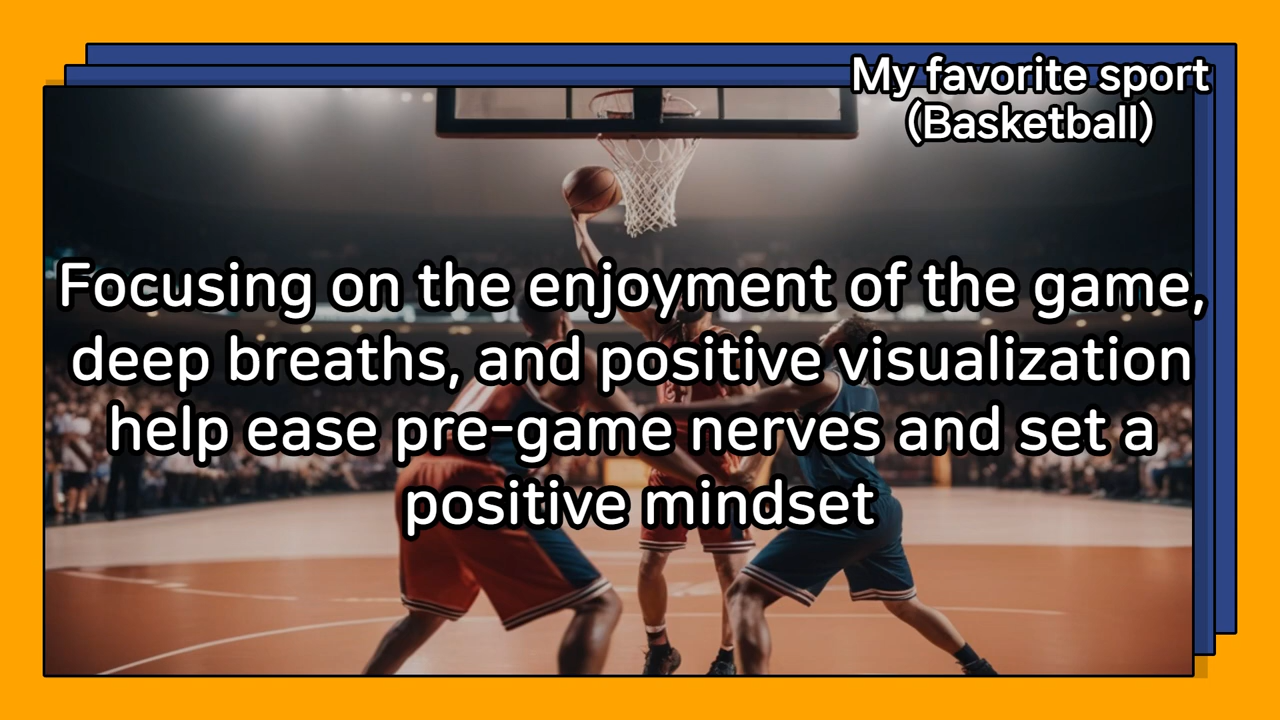 My favorite sport
(Basketball)
Focusing on the enjoyment of the game,
deep breaths, and positive visualization
help ease pre-game nerves and set a
positive mindset